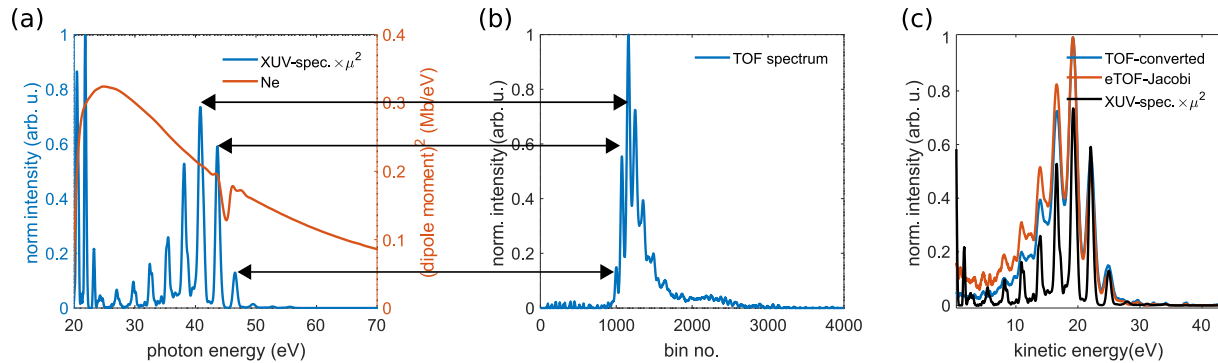 (a)
1
0.8
0.6
0.4
0.2
0
norm intensity (arb. u.)
20
30
40
50
60
70
photon energy (eV)
XUV-spec. ×μ²
Ne
0.4
0.3
0.2
0.1
0
(dipole moment)² (Mb/eV)
(b)
1
0.8
0.6
0.4
0.2
0
norm. intensity (arb. u.)
0
1000
2000
3000
4000
bin no.
TOF spectrum
(c)
1
0.8
0.6
0.4
0.2
0
norm. intensity (arb. u.)
10
20
30
40
kinetic energy(eV)
TOF-converted
eTOF-Jacobi
XUV-spec. ×μ²